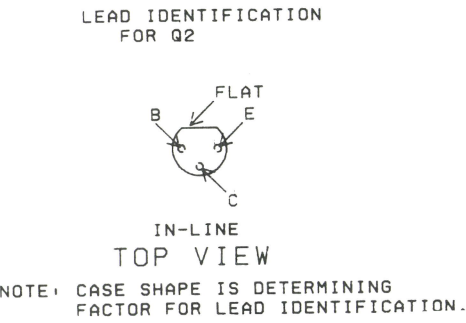 LEAD IDENTIFICATION
FOR Q2
FLAT
B E
C
IN-LINE
TOP VIEW
NOTE: CASE SHAPE IS DETERMINING
FACTOR FOR LEAD IDENTIFICATION.